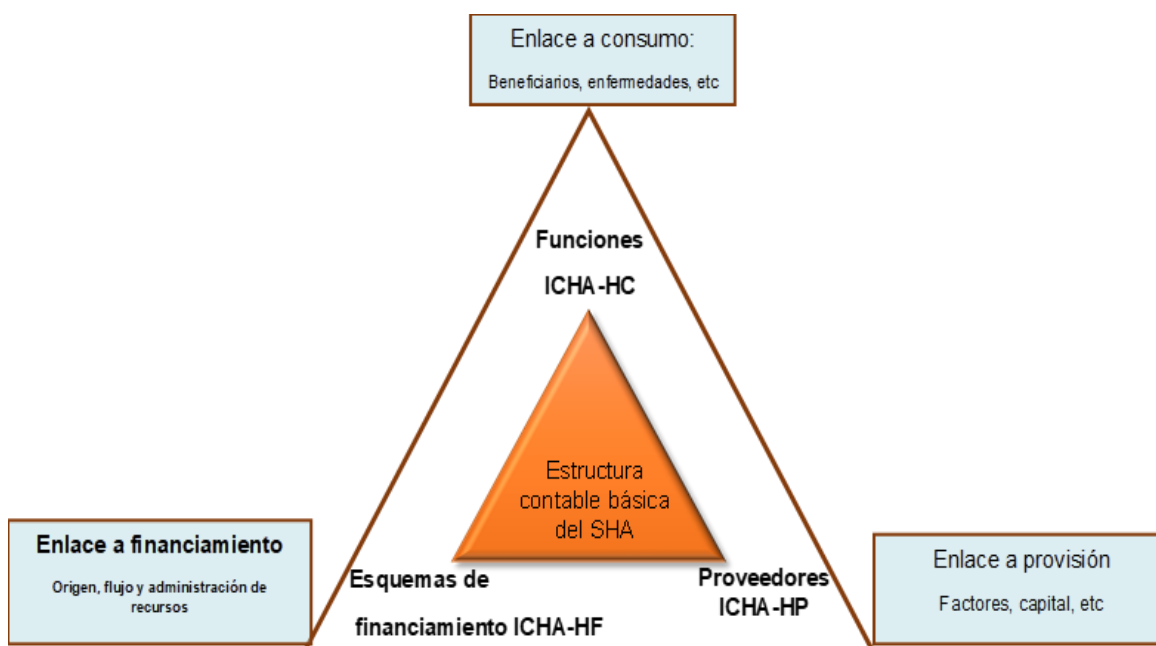 Enlace a consumo:
Beneficiarios, enfermedades, etc
Funciones
ICHA-HC
Estructura
contable básica
del SHA
Enlace a financiamiento
Origen, flujo y administración de
recursos
Esquemas de
financiamiento ICHA-HF
Proveedores
ICHA-HP
Enlace a provisión
Factores, capital, etc